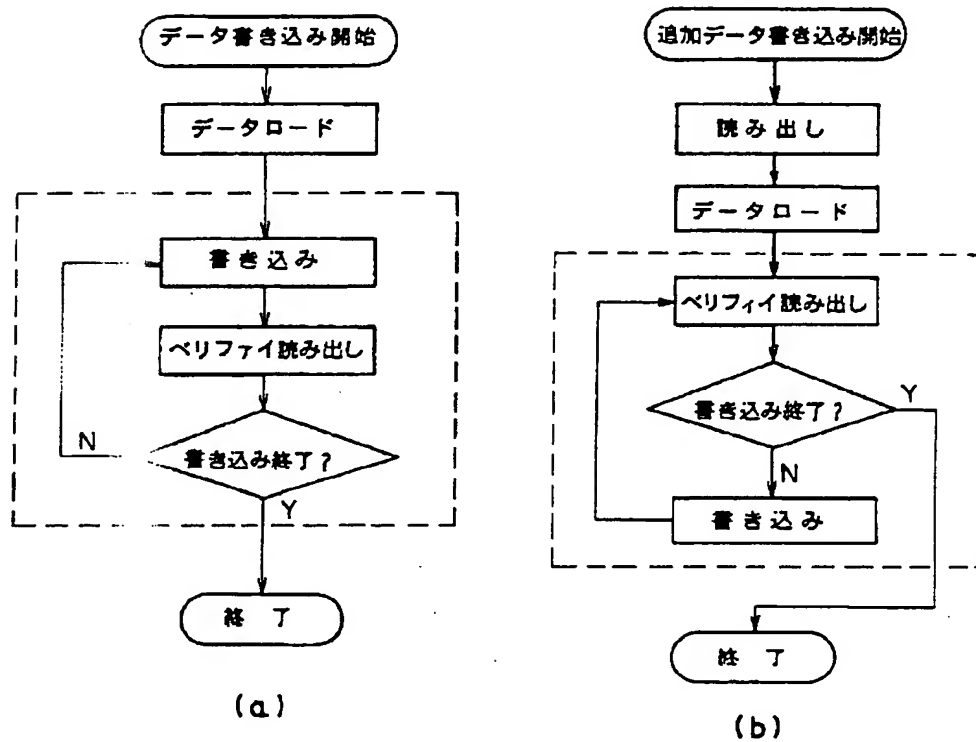 データ書き込み開始
データロード
書き込み
ベリファイ読み出し
N
書き込み終了?
Y
終 了
(a)
追加データ書き込み開始
読み出し
データロード
ベリフィイ読み出し
Y
書き込み終了?
N
書き込み
終 了
(b)